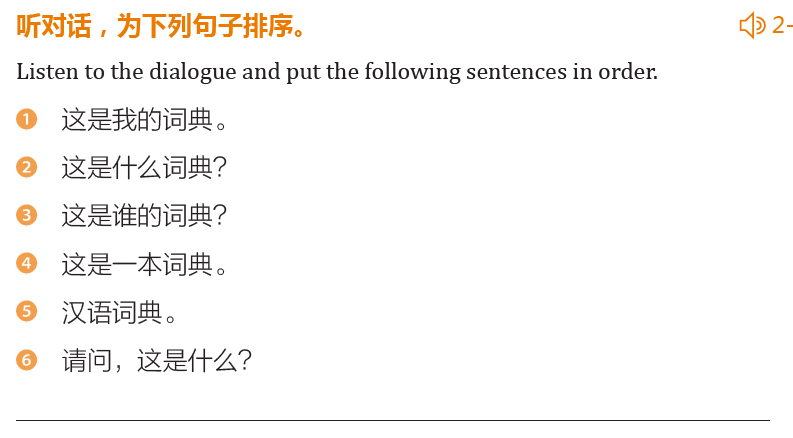 听对话，为下列句子排序。 2-
Listen to the dialogue and put the following sentences in order.
1 这是我的词典。
2 这是什么词典？
3 这是谁的词典？
4 这是一本词典。
5 汉语词典。
6 请问，这是什么？